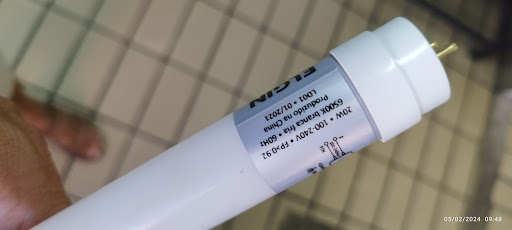 ELGIN
LD01 • 01/2021
Produzido na China
6500K branca fria • 60Hz
20W • 100-240V • FP>0.92
05/02/2024 09:48